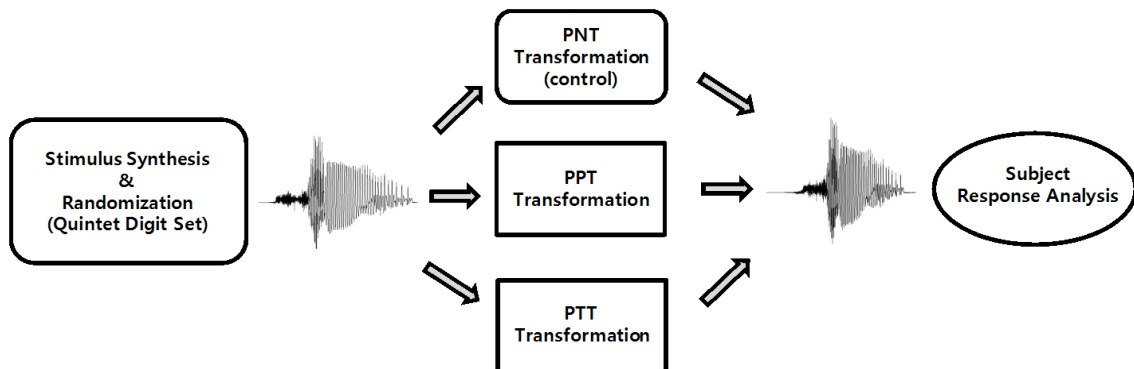 Stimulus Synthesis
&
Randomization
(Quintet Digit Set)
PNT
Transformation
(control)
PPT
Transformation
PTT
Transformation
Subject
Response Analysis